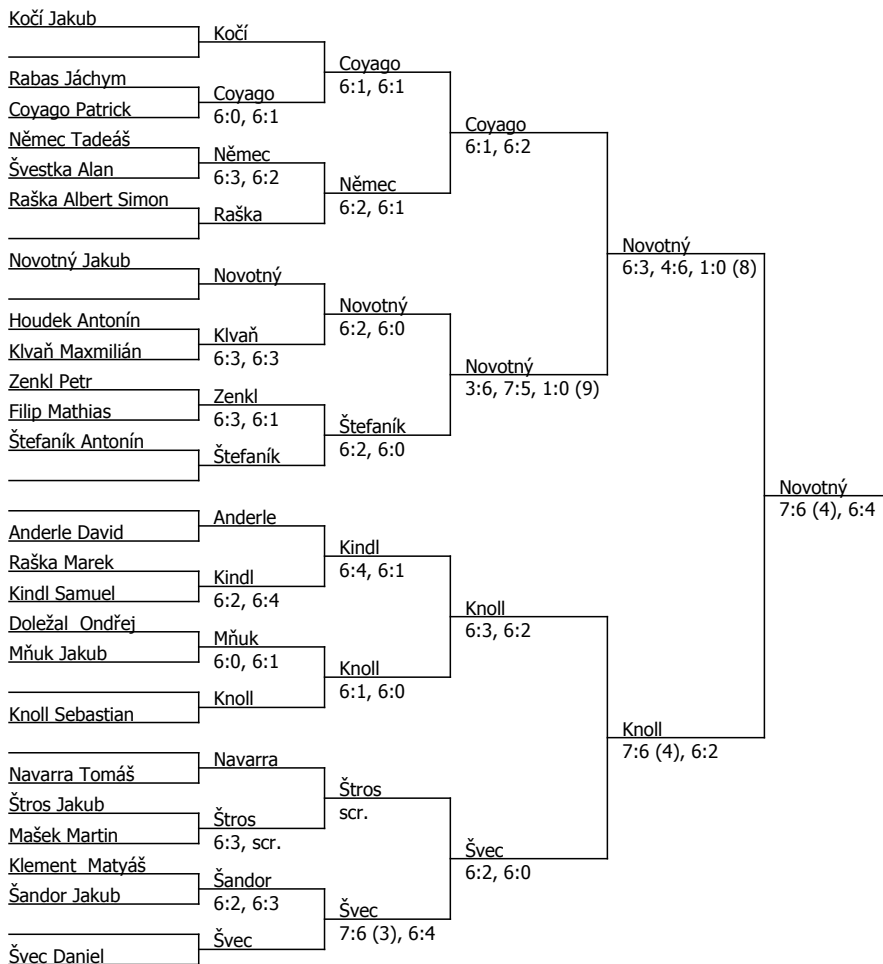 Kočí Jakub
Kočí
Coyago
6:1, 6:1
Rabas Jáchym
Coyago
6:0, 6:1
Coyago Patrick
Coyago
6:1, 6:2
Němec Tadeáš
Němec
6:3, 6:2
Švestka Alan
Němec
6:2, 6:1
Raška Albert Simon
Raška
Novotný
6:3, 4:6, 1:0 (8)
Novotný Jakub
Novotný
Novotný
6:2, 6:0
Houdek Antonín
Klvaň
6:3, 6:3
Klvaň Maxmilián
Novotný
3:6, 7:5, 1:0 (9)
Zenkl Petr
Zenkl
6:3, 6:1
Filip Mathias
Štefaník
6:2, 6:0
Štefaník Antonín
Štefaník
Novotný
7:6 (4), 6:4
Anderle
Anderle David
Kindl
6:4, 6:1
Raška Marek
Kindl
6:2, 6:4
Kindl Samuel
Knoll
6:3, 6:2
Doležal  Ondřej
Mňuk
6:0, 6:1
Mňuk Jakub
Knoll
6:1, 6:0
Knoll
Knoll Sebastian
Knoll
7:6 (4), 6:2
Navarra
Navarra Tomáš
Štros
scr.
Štros Jakub
Štros
6:3, scr.
Mašek Martin
Švec
6:2, 6:0
Klement  Matyáš
Šandor
6:2, 6:3
Šandor Jakub
Švec
7:6 (3), 6:4
Švec
Švec Daniel